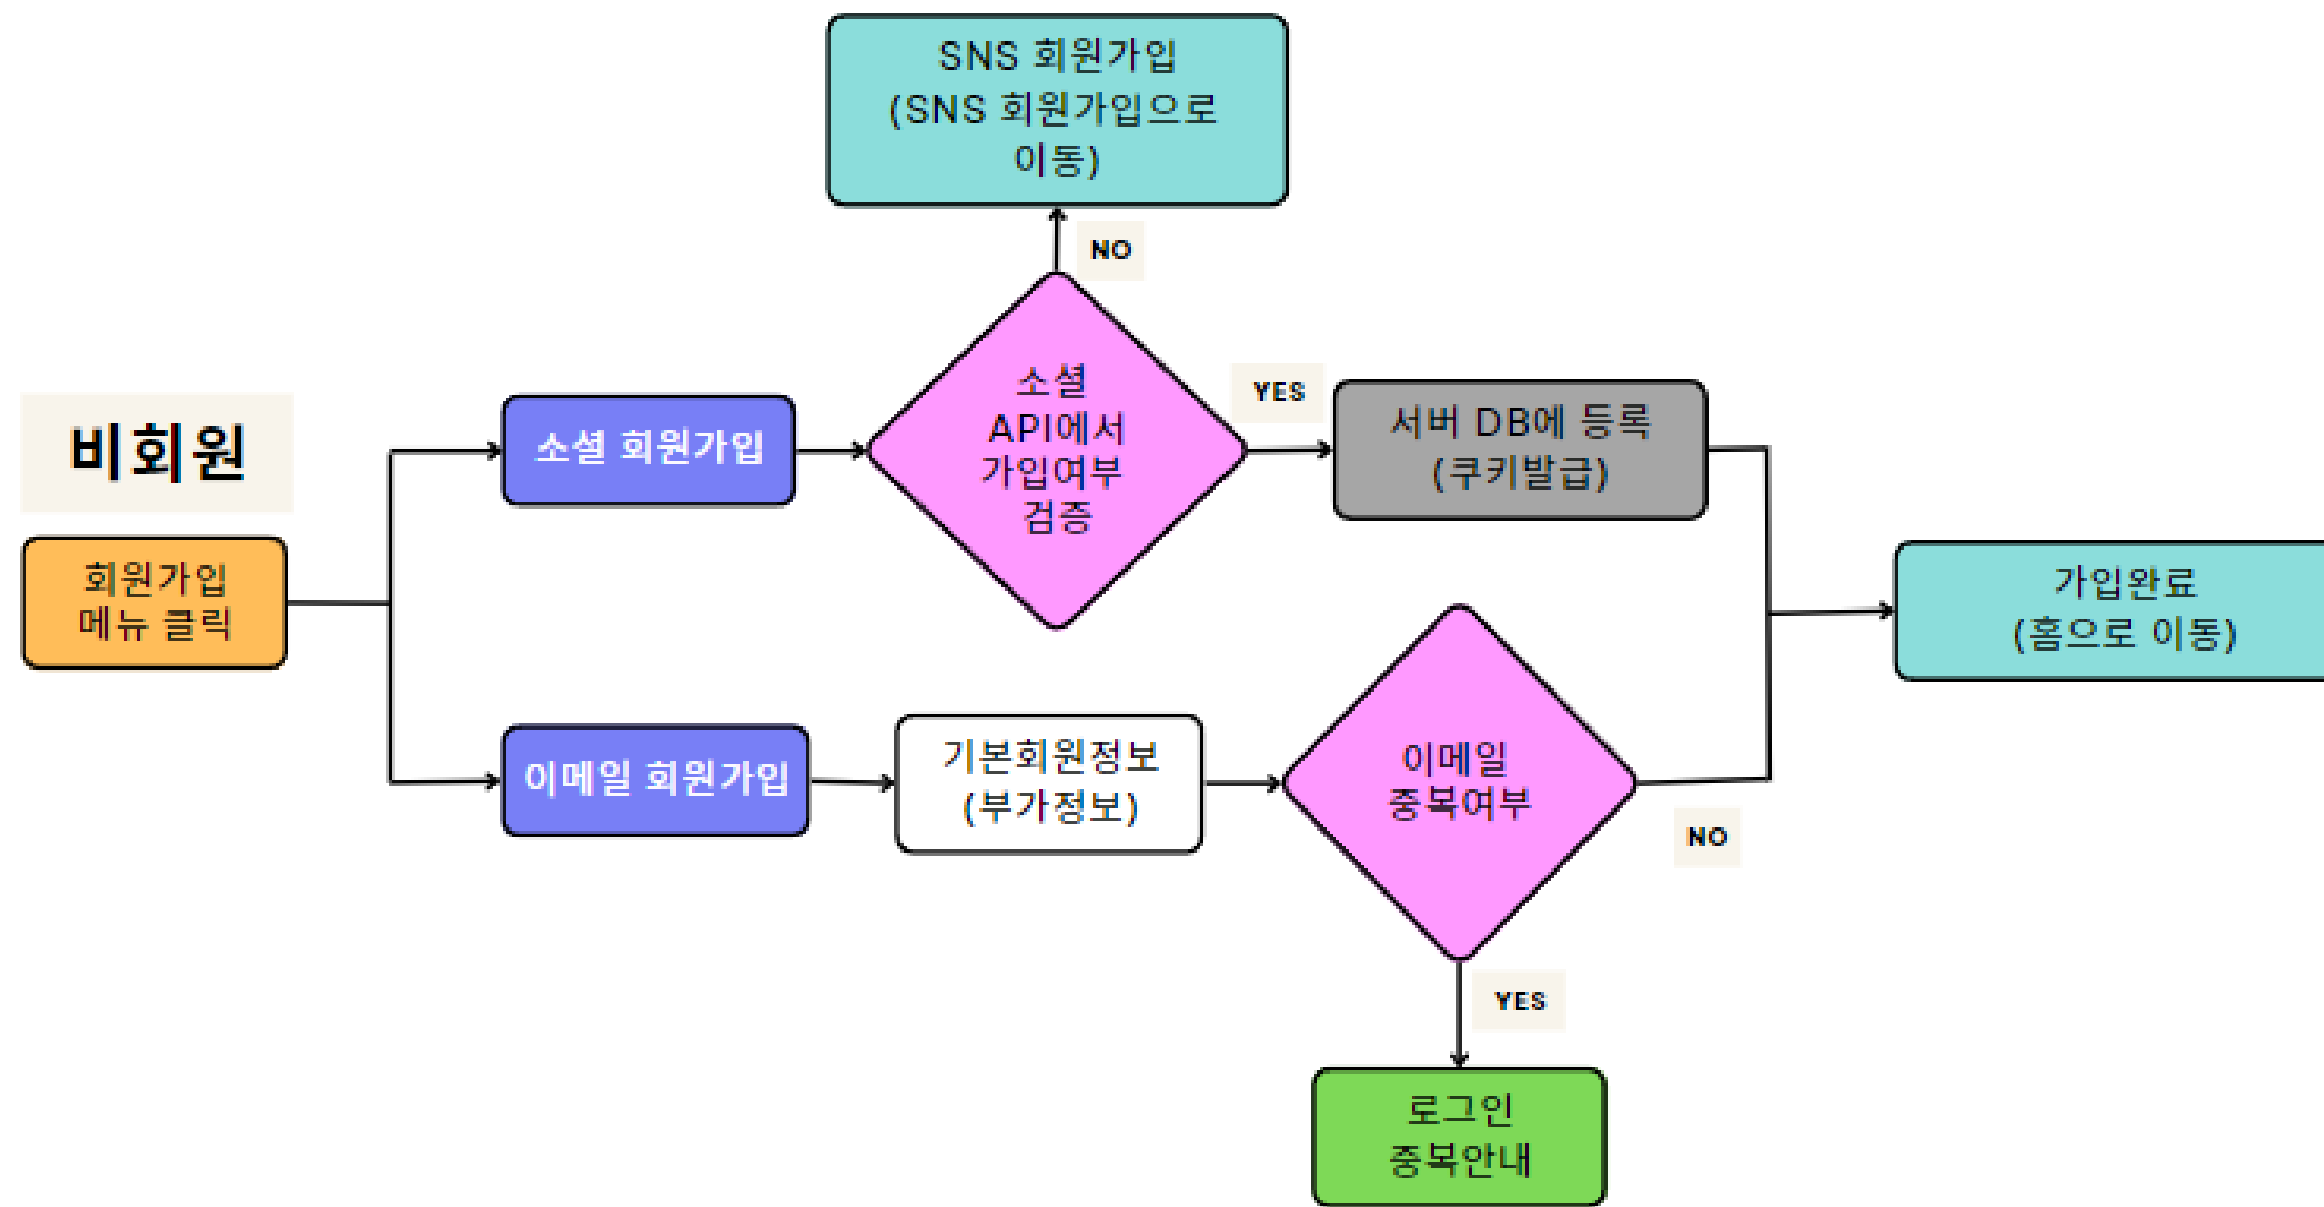 SNS 회원가입
(SNS 회원가입으로
이동)
NO
소셜
API에서
가입여부
검증
YES
서버 DB에 등록
(쿠키발급)
비회원
소셜 회원가입
회원가입
메뉴 클릭
가입완료
(홈으로 이동)
이메일 회원가입
기본회원정보
(부가정보)
이메일
중복여부
NO
YES
로그인
중복안내